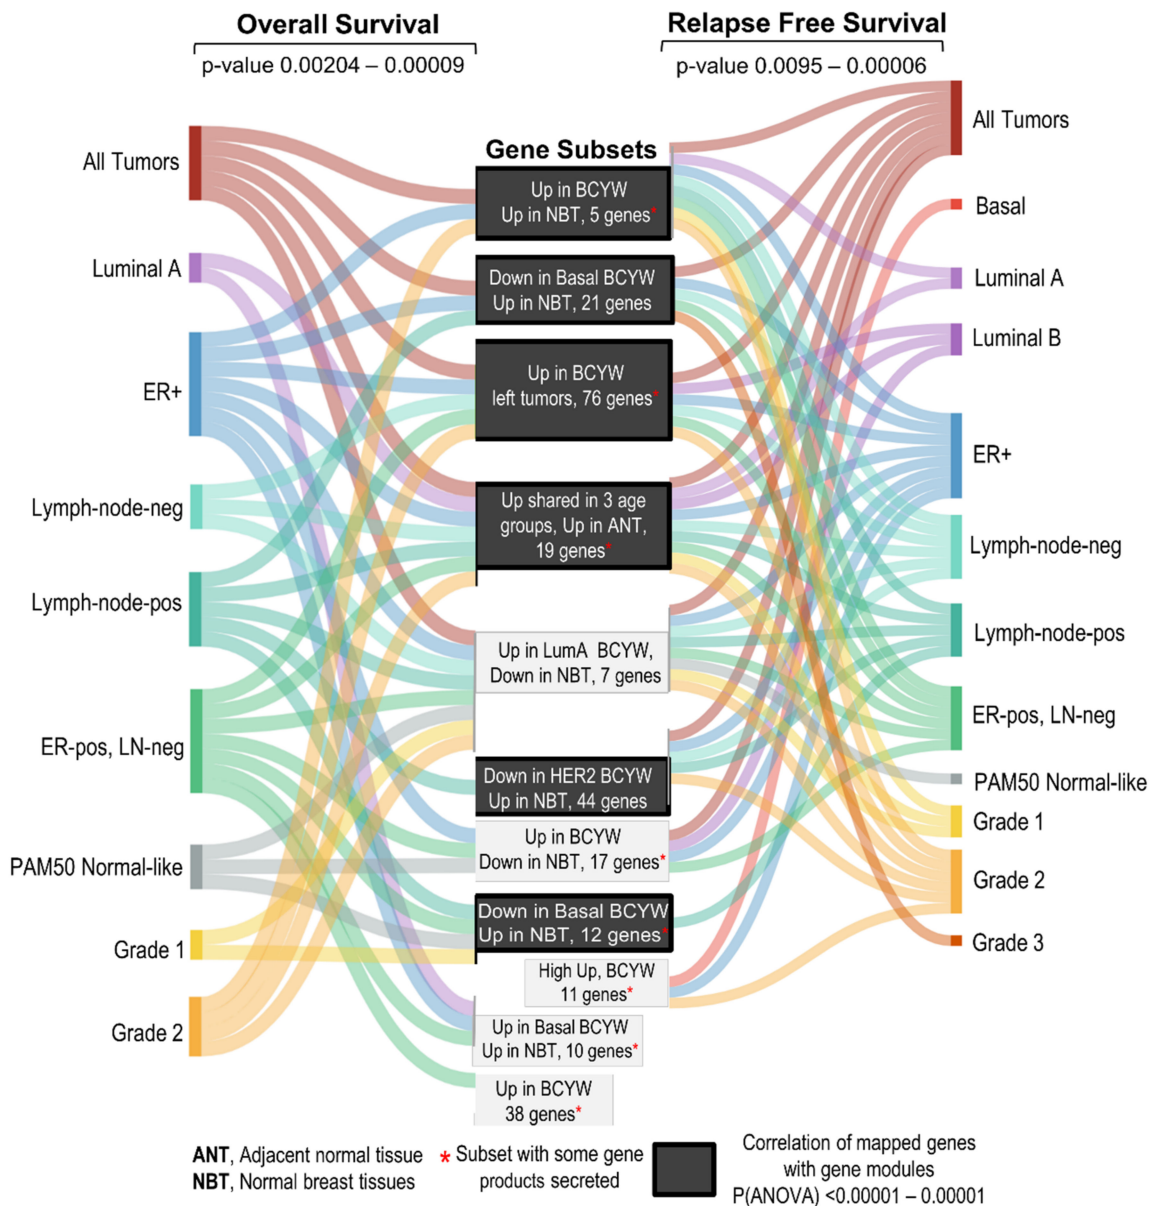 Overall Survival
p-value 0.00204 – 0.00009
Relapse Free Survival
p-value 0.0095 – 0.00006
All Tumors
Luminal A
ER+
Lymph-node-neg
Lymph-node-pos
ER-pos, LN-neg
PAM50 Normal-like
Grade 1
Grade 2
Gene Subsets
Up in BCYW
Up in NBT, 5 genes*
Down in Basal BCYW
Up in NBT, 21 genes
Up in BCYW
left tumors, 76 genes*
Up shared in 3 age
groups, Up in ANT,
19 genes*
Up in LumA BCYW,
Down in NBT, 7 genes
Down in HER2 BCYW
Up in NBT, 44 genes
Up in BCYW
Down in NBT, 17 genes*
Down in Basal BCYW
Up in NBT, 12 genes*
High Up, BCYW
11 genes*
Up in Basal BCYW
Up in NBT, 10 genes*
Up in BCYW
38 genes*
All Tumors
Basal
Luminal A
Luminal B
ER+
Lymph-node-neg
Lymph-node-pos
ER-pos, LN-neg
PAM50 Normal-like
Grade 1
Grade 2
Grade 3
ANT, Adjacent normal tissue
NBT, Normal breast tissues
* Subset with some gene
products secreted
Correlation of mapped genes
with gene modules
P(ANOVA) <0.00001 – 0.00001